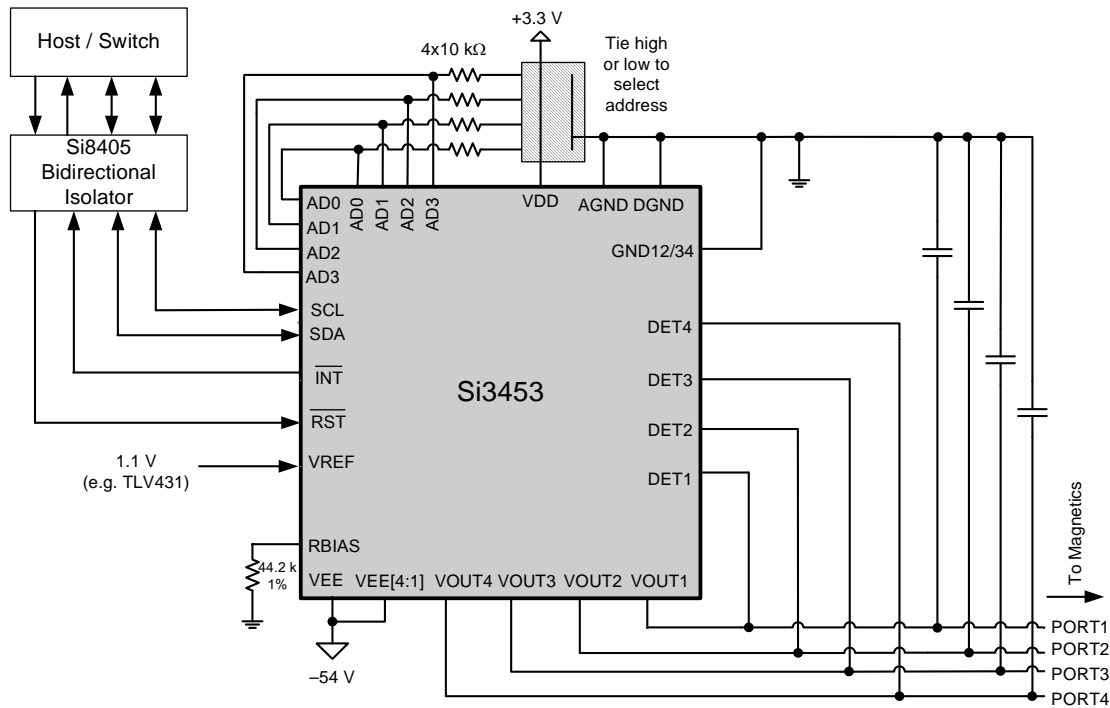 Host / Switch
Si8405
Bidirectional
Isolator
+3.3 V
4x10 kΩ
Tie high
or low to
select
address
AD0
AD1
AD2
AD3
VDD
AGND DGND
AD0
AD1
AD2
AD3
GND12/34
SCL
SDA
INT
RST
VREF
1.1 V
(e.g. TLV431)
Si3453
DET4
DET3
DET2
DET1
RBIAS
44.2 k
1%
VEE
VEE[4:1]
VOUT4
VOUT3
VOUT2
VOUT1
–54 V
To Magnetics
PORT1
PORT2
PORT3
PORT4